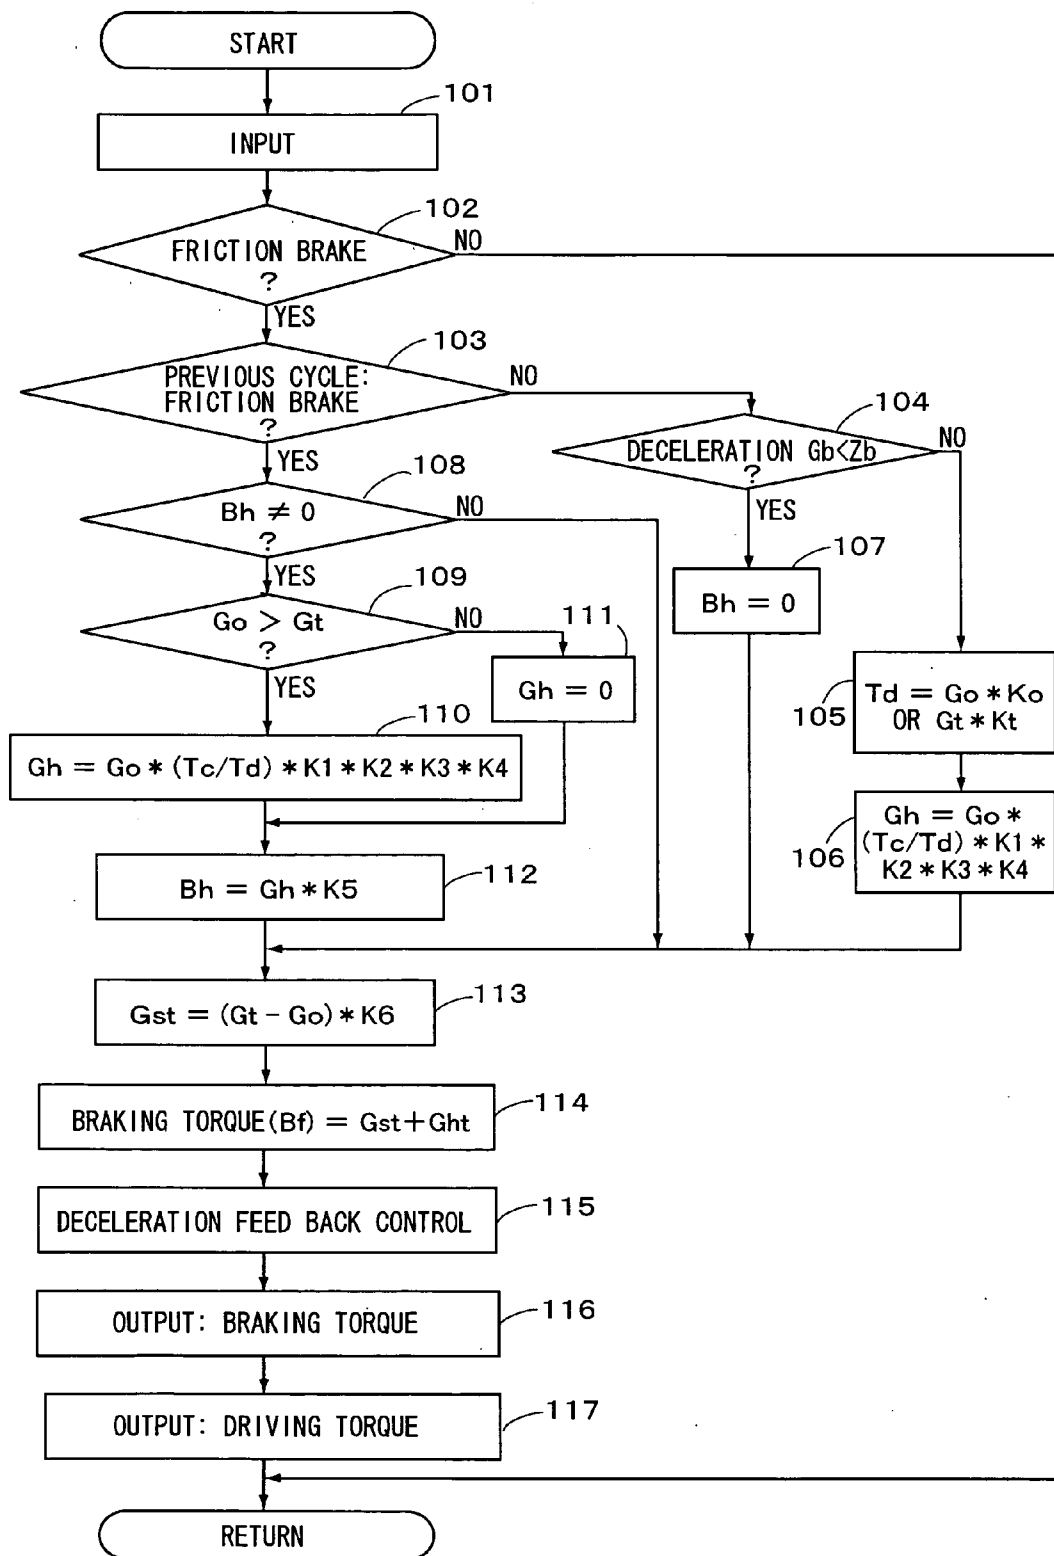 START
101
INPUT
102
FRICTION BRAKE
?
NO
YES
103
PREVIOUS CYCLE:
FRICTION BRAKE
?
NO
YES
104
DECELERATION Gb<Zb
?
NO
YES
108
Bh ≠ 0
?
NO
YES
107
Bh = 0
109
Go > Gt
?
NO
YES
111
Gh = 0
105
Td = Go * Ko
OR Gt * Kt
110
Gh = Go * (Tc/Td) * K1 * K2 * K3 * K4
106
Gh = Go *
(Tc/Td) * K1 *
K2 * K3 * K4
112
Bh = Gh * K5
113
Gst = (Gt - Go) * K6
114
BRAKING TORQUE(Bf) = Gst+Ght
115
DECELERATION FEED BACK CONTROL
116
OUTPUT: BRAKING TORQUE
117
OUTPUT: DRIVING TORQUE
RETURN